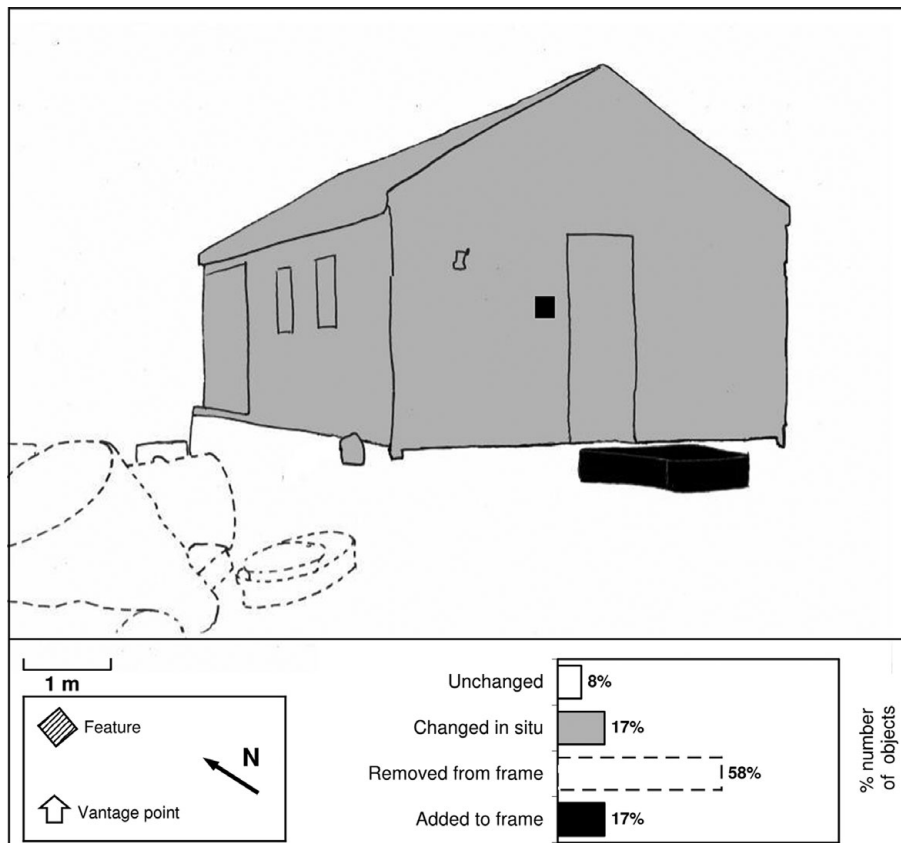 1 m
Feature
N
Vantage point
Unchanged
8%
Changed in situ
17%
Removed from frame
58%
Added to frame
17%
% number
of objects